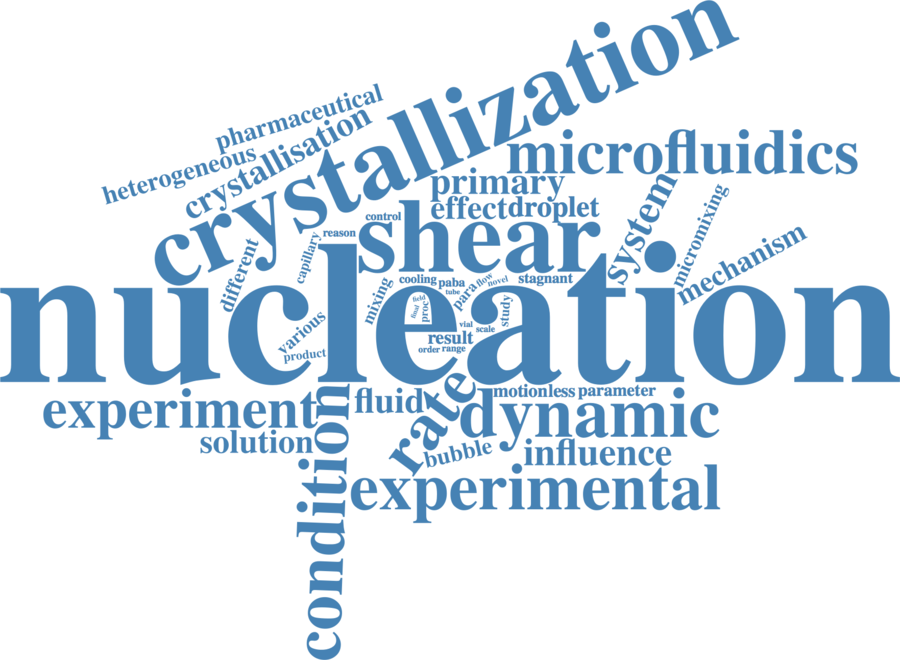 crystallization
pharmaceutical
crystallisation
heterogeneous
microfluidics
primary
effect
droplet
system
micromixing
mechanism
control
reason
shear
capillary
different
cooling
paba
tube
para
flow
novel
stagnant
mixing
field
final
proc
study
nucleation
various
product
vial
scale
result
order
range
motionless
parameter
fluid
rate
dynamic
experiment
solution
condition
bubble
influence
experimental